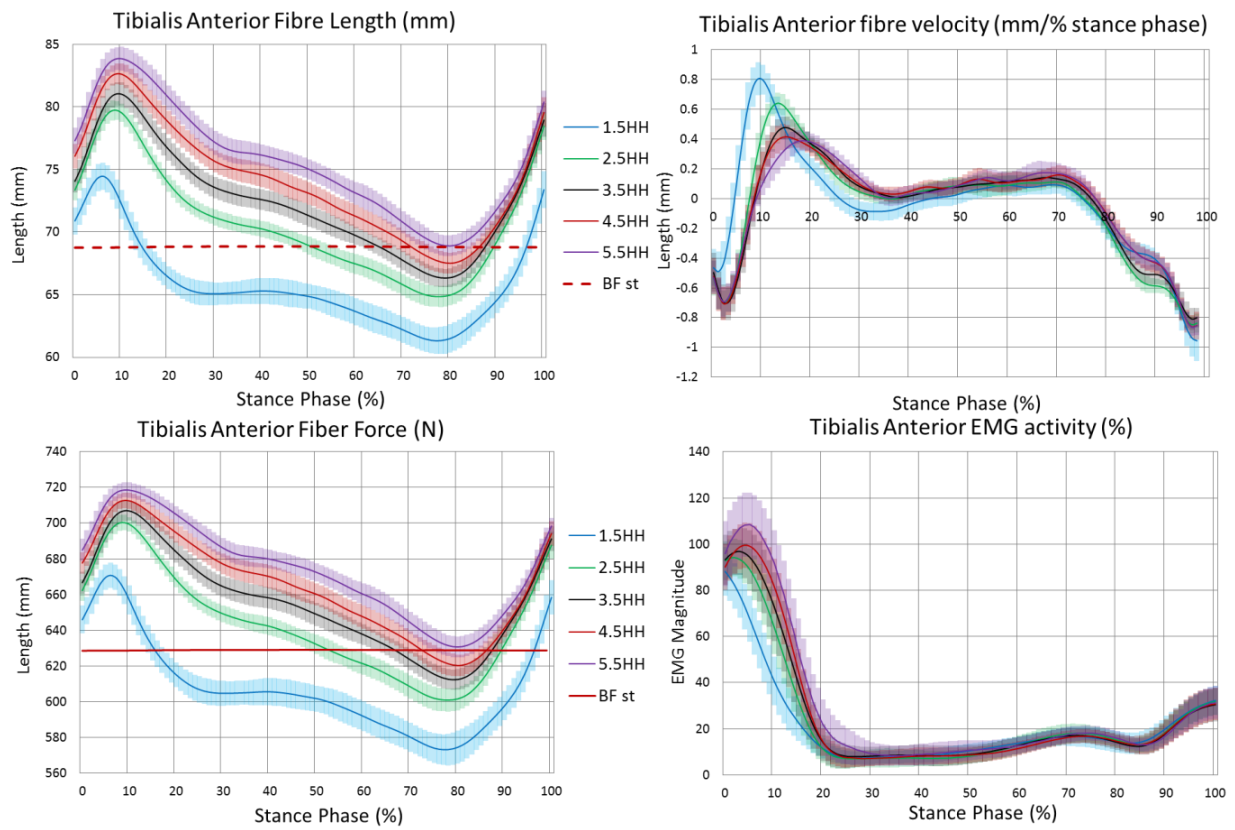 Tibialis Anterior Fibre Length (mm)
85
80
75
70
65
60
Length (mm)
0 10 20 30 40 50 60 70 80 90 100
Stance Phase (%)
1.5HH
2.5HH
3.5HH
4.5HH
5.5HH
BF st
Tibialis Anterior fibre velocity (mm/% stance phase)
1
0.8
0.6
0.4
0.2
0
-0.2
-0.4
-0.6
-0.8
-1
-1.2
Length (mm)
0 10 20 30 40 50 60 70 80 90 100
Stance Phase (%)
Tibialis Anterior Fiber Force (N)
740
720
700
680
660
640
620
600
580
560
Length (mm)
0 10 20 30 40 50 60 70 80 90 100
Stance Phase (%)
1.5HH
2.5HH
3.5HH
4.5HH
5.5HH
BF st
Tibialis Anterior EMG activity (%)
140
120
100
80
60
40
20
0
EMG Magnitude
0 10 20 30 40 50 60 70 80 90 100
Stance Phase (%)